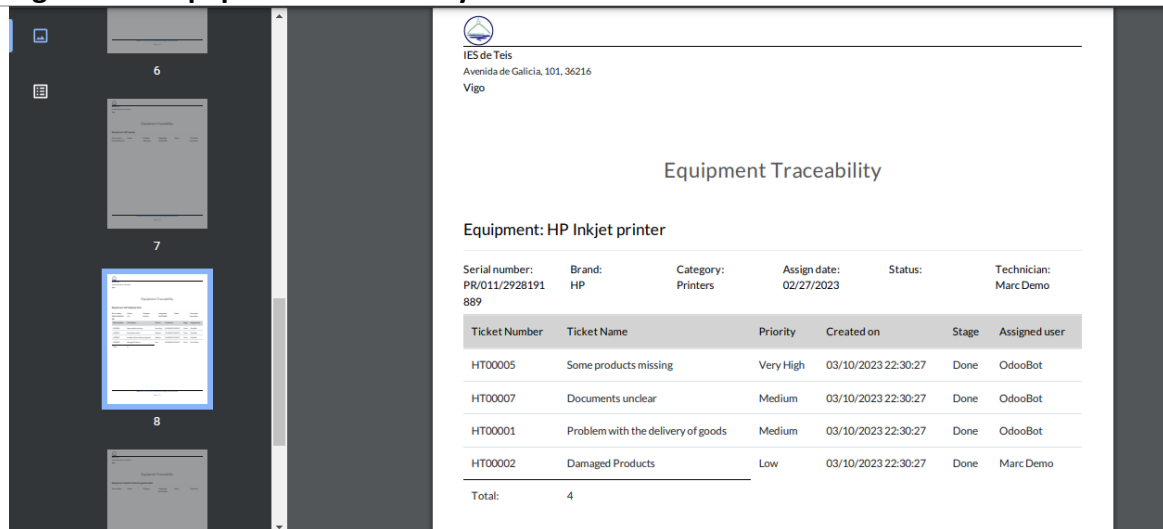 6
7
8
IES de Teis
Avenida de Galicia, 101, 36216
Vigo
Equipment Traceability
Equipment: HP Inkjet printer
Serial number: Brand: Category: Assign date: Status: Technician:
PR/011/2928191 HP Printers 02/27/2023 Marc Demo
889
Ticket Number Ticket Name Priority Created on Stage Assigned user
HT00005 Some products missing Very High 03/10/2023 22:30:27 Done OdooBot
HT00007 Documents unclear Medium 03/10/2023 22:30:27 Done OdooBot
HT00001 Problem with the delivery of goods Medium 03/10/2023 22:30:27 Done OdooBot
HT00002 Damaged Products Low 03/10/2023 22:30:27 Done Marc Demo
Total: 4